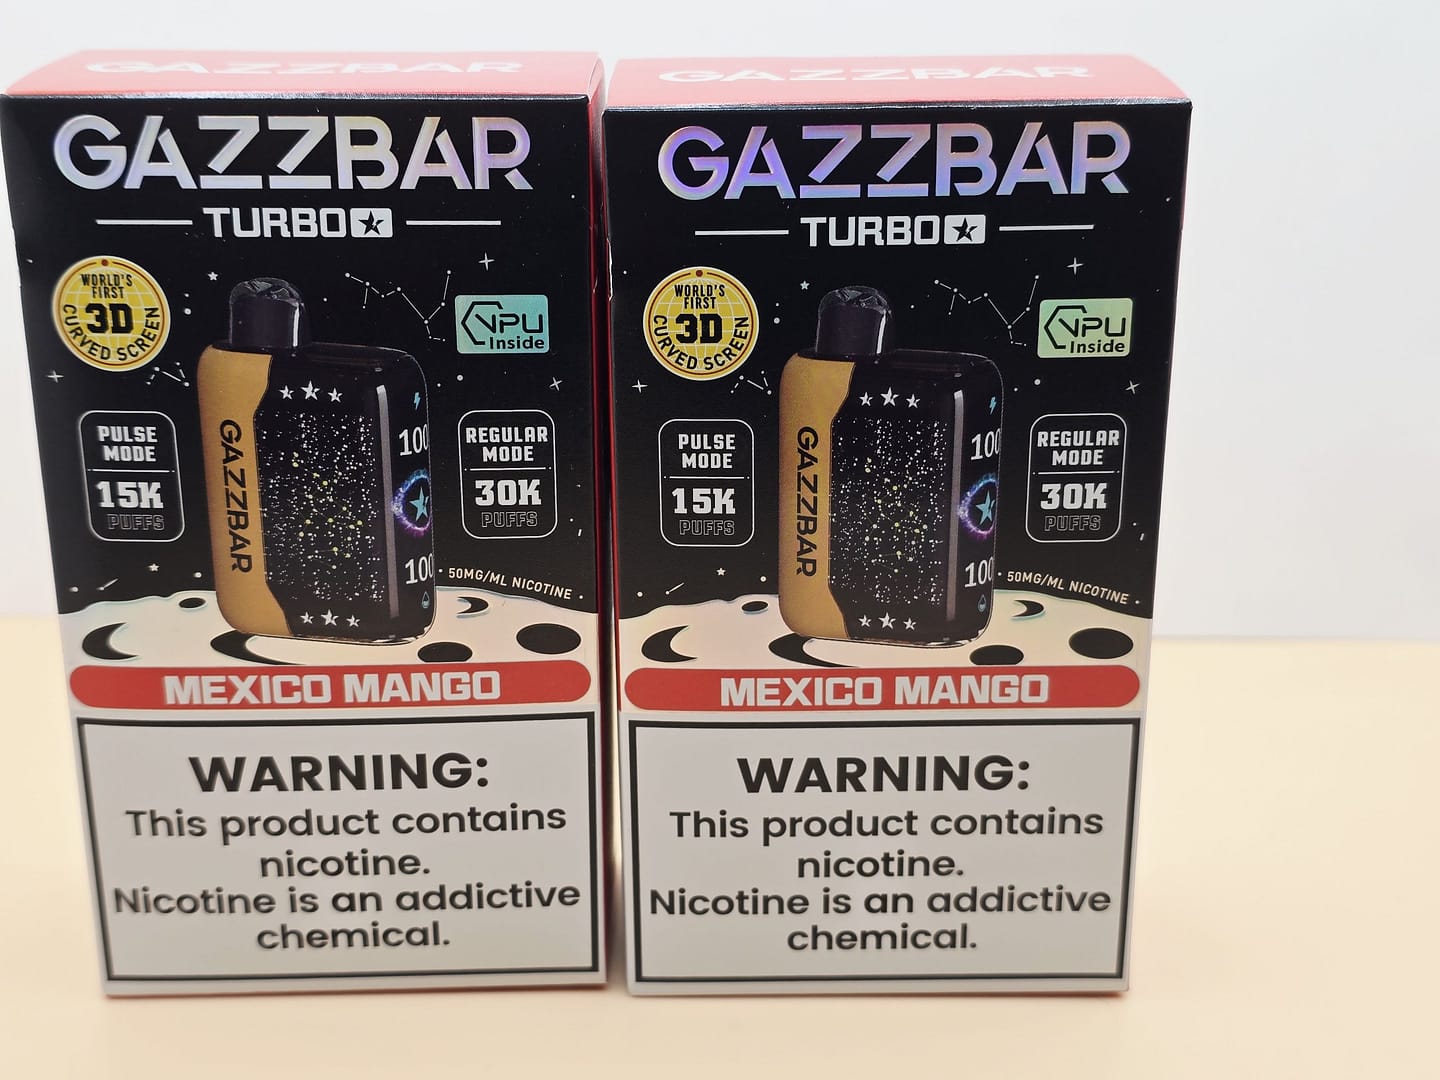 GAZZBAR
GAZZBAR
TURBO
WORLD'S
FIRST
3D
CURVED SCREEN
VPU
Inside
PULSE
MODE
15K
PUFFS
GAZZBAR
100
100
REGULAR
MODE
30K
PUFFS
50MG/ML NICOTINE
MEXICO MANGO
WARNING:
This product contains
nicotine.
Nicotine is an addictive
chemical.
GAZZBAR
GAZZBAR
TURBO
WORLD'S
FIRST
3D
CURVED SCREEN
VPU
Inside
PULSE
MODE
15K
PUFFS
GAZZBAR
100
100
REGULAR
MODE
30K
PUFFS
50MG/ML NICOTINE
MEXICO MANGO
WARNING:
This product contains
nicotine.
Nicotine is an addictive
chemical.